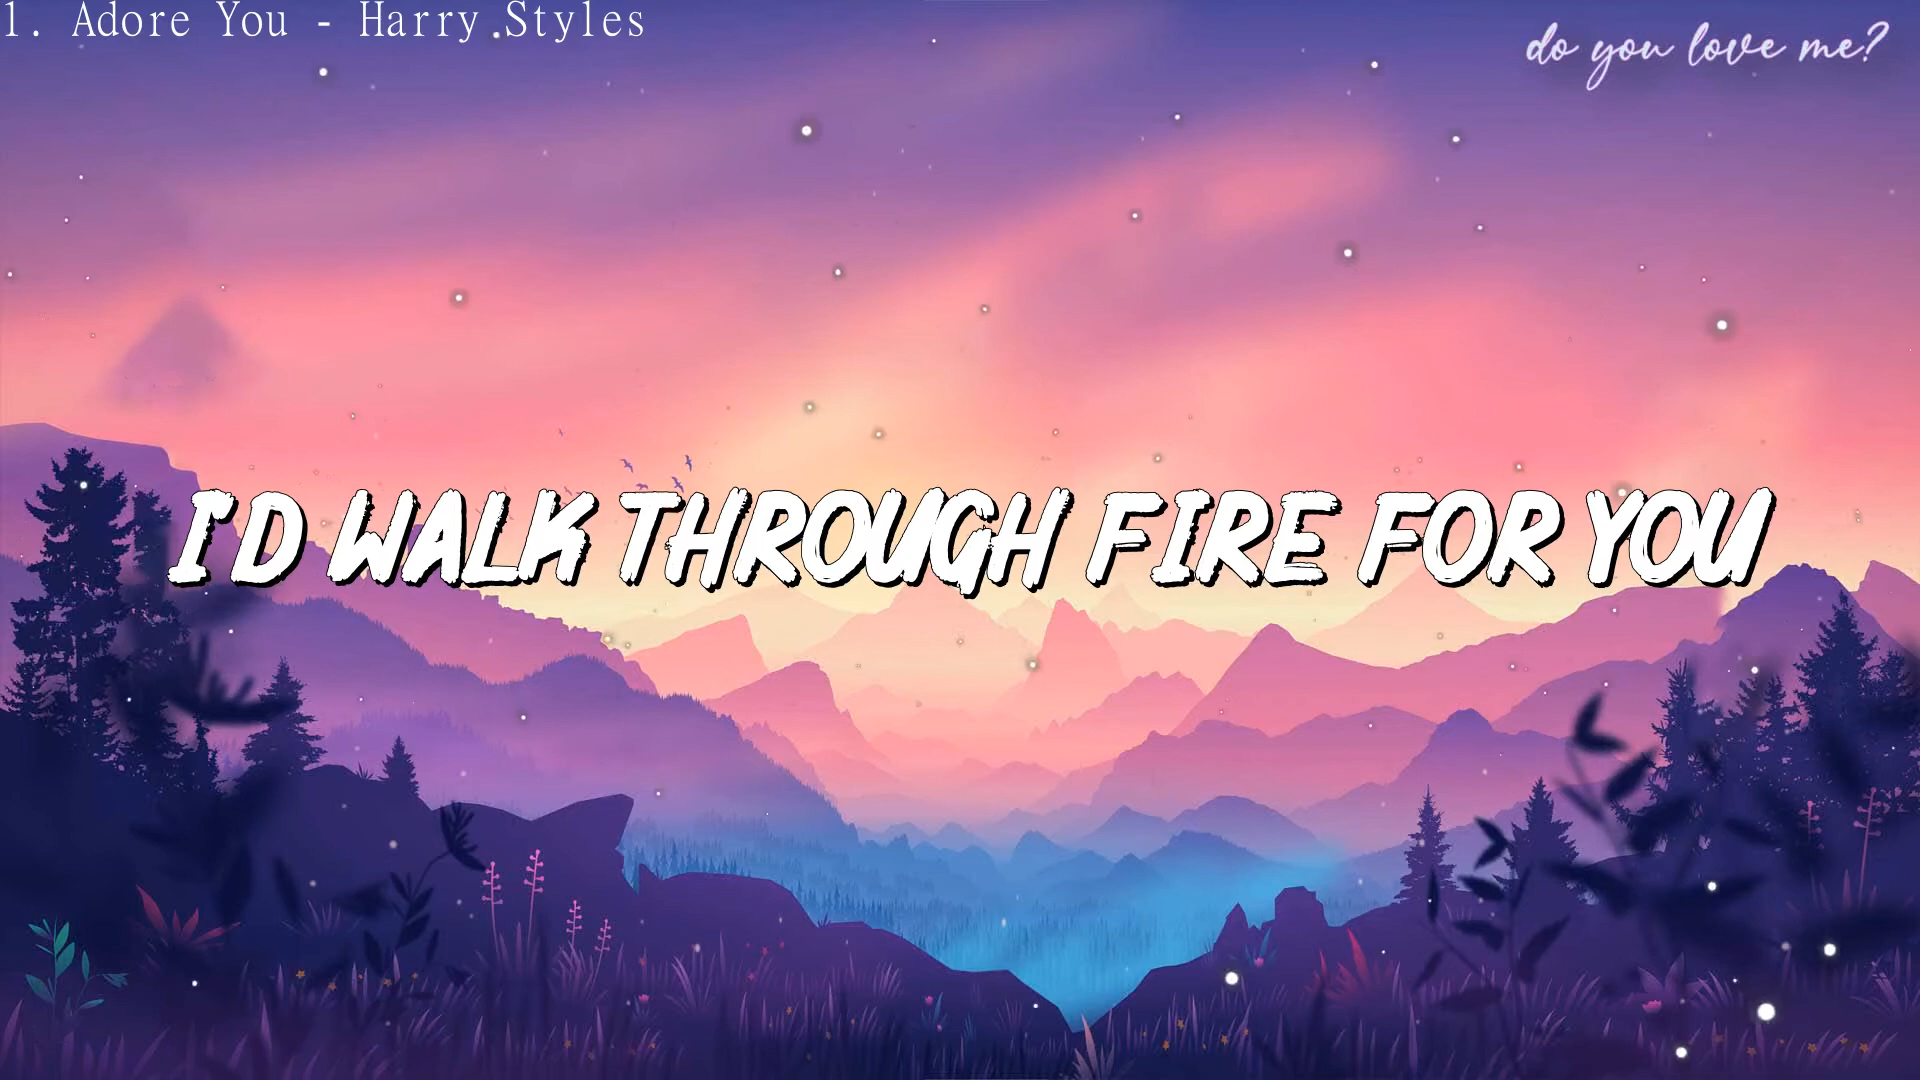 1. Adore You - Harry Styles
do you love me?
I'D WALK THROUGH FIRE FOR YOU